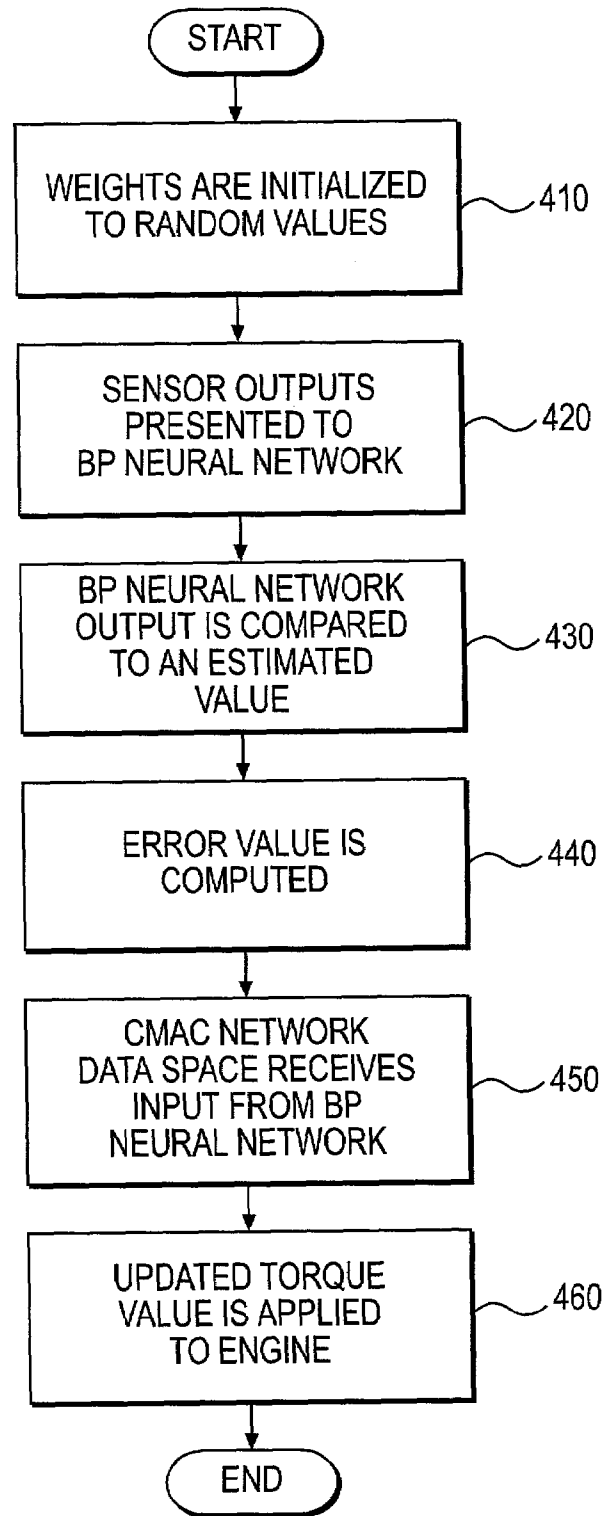 START
WEIGHTS ARE INITIALIZED
TO RANDOM VALUES
410
SENSOR OUTPUTS
PRESENTED TO
BP NEURAL NETWORK
420
BP NEURAL NETWORK
OUTPUT IS COMPARED
TO AN ESTIMATED
VALUE
430
ERROR VALUE IS
COMPUTED
440
CMAC NETWORK
DATA SPACE RECEIVES
INPUT FROM BP
NEURAL NETWORK
450
UPDATED TORQUE
VALUE IS APPLIED
TO ENGINE
460
END